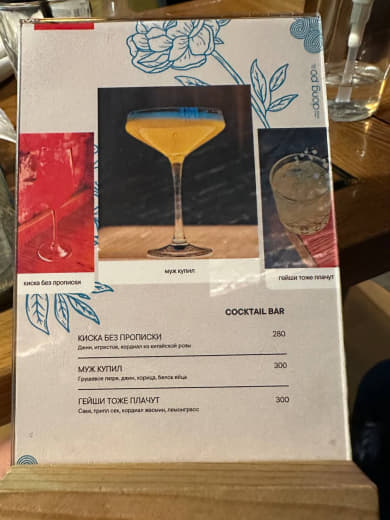 киска без прописки
муж купил
гейши тоже плачут
COCKTAIL BAR
КИСКА БЕЗ ПРОПИСКИ 280
Джин, игристое, кордиал из китайской розы
МУЖ КУПИЛ 300
Грушевое пюре, джин, корица, белок яйца
ГЕЙШИ ТОЖЕ ПЛАЧУТ 300
Саке, трипл сек, кордиал жасмин, лемонграсс